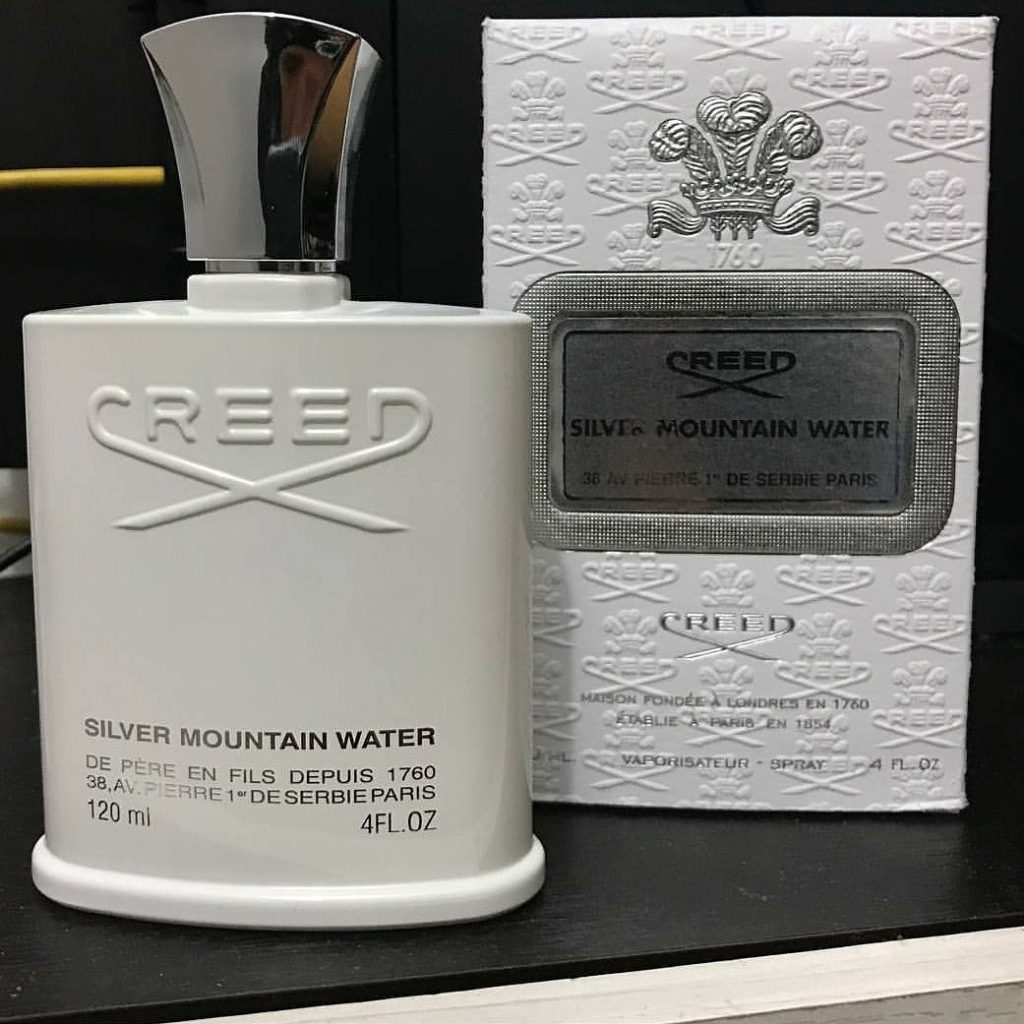 CREED
SILVER MOUNTAIN WATER
DE PÈRE EN FILS DEPUIS 1760
38,AV.PIERRE 1er DE SERBIE PARIS
120 ml
4FL.OZ
1760
CREED
SILVER MOUNTAIN WATER
38 AV PIERRE 1er DE SERBIE PARIS
CREED
MAISON FONDÉE À LONDRES EN 1760
ÉTABLIE À PARIS EN 1854
VAPORISATEUR - SPRAY 4 FL.OZ